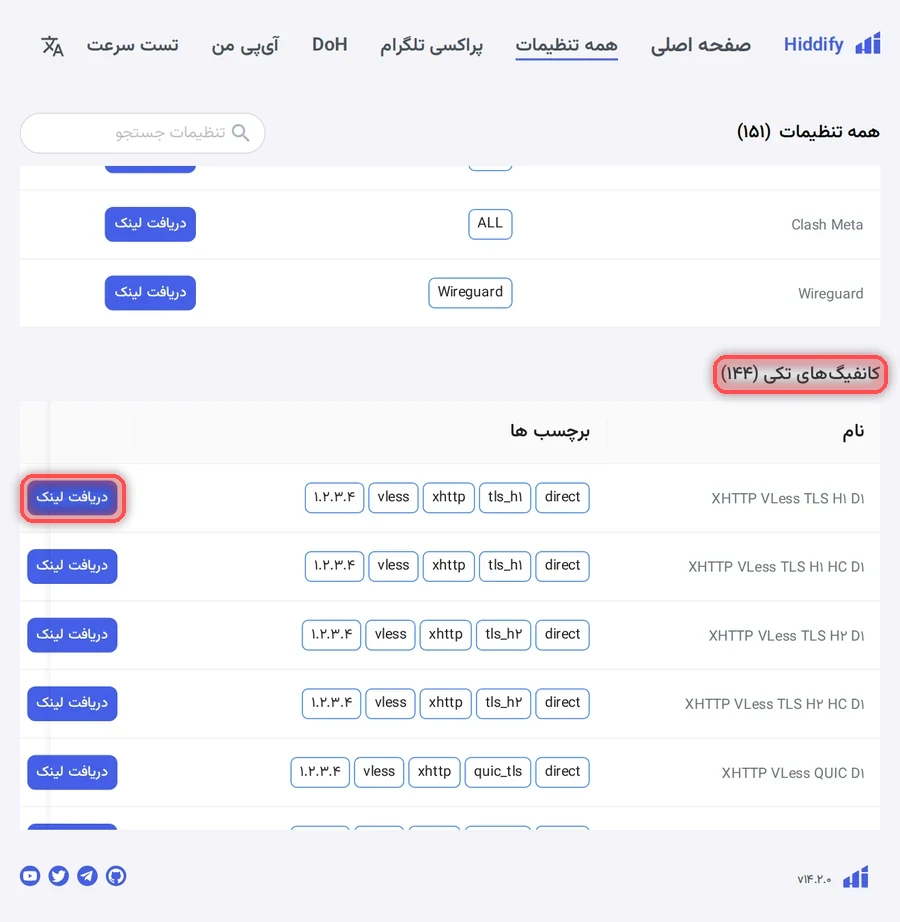 Hiddify صفحه اصلی همه تنظیمات پراکسی تلگرام DoH آی‌پی من تست سرعت
همه تنظیمات (۱۵۱)
تنظیمات جستجو
Clash Meta ALL دریافت لینک
Wireguard Wireguard دریافت لینک
کانفیگ‌های تکی (۱۴۴)
نام برچسب ها
XHTTP VLess TLS H۱ D۱ direct tls_h۱ xhttp vless ۱.۲.۳.۴ دریافت لینک
XHTTP VLess TLS H۱ HC D۱ direct tls_h۱ xhttp vless ۱.۲.۳.۴ دریافت لینک
XHTTP VLess TLS H۲ D۱ direct tls_h۲ xhttp vless ۱.۲.۳.۴ دریافت لینک
XHTTP VLess TLS H۲ HC D۱ direct tls_h۲ xhttp vless ۱.۲.۳.۴ دریافت لینک
XHTTP VLess QUIC D۱ direct quic_tls xhttp vless ۱.۲.۳.۴ دریافت لینک
v۱۴.۲.۰